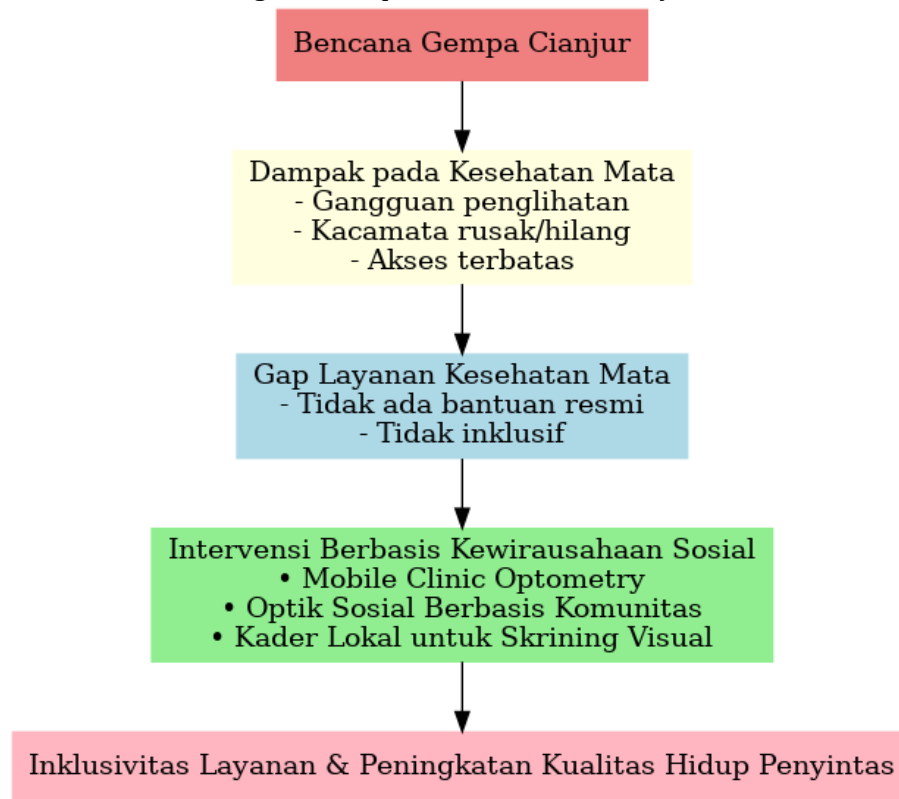 Bencana Gempa Cianjur
Dampak pada Kesehatan Mata
- Gangguan penglihatan
- Kacamata rusak/hilang
- Akses terbatas
Gap Layanan Kesehatan Mata
- Tidak ada bantuan resmi
- Tidak inklusif
Intervensi Berbasis Kewirausahaan Sosial
• Mobile Clinic Optometry
• Optik Sosial Berbasis Komunitas
• Kader Lokal untuk Skrining Visual
Inklusivitas Layanan & Peningkatan Kualitas Hidup Penyintas